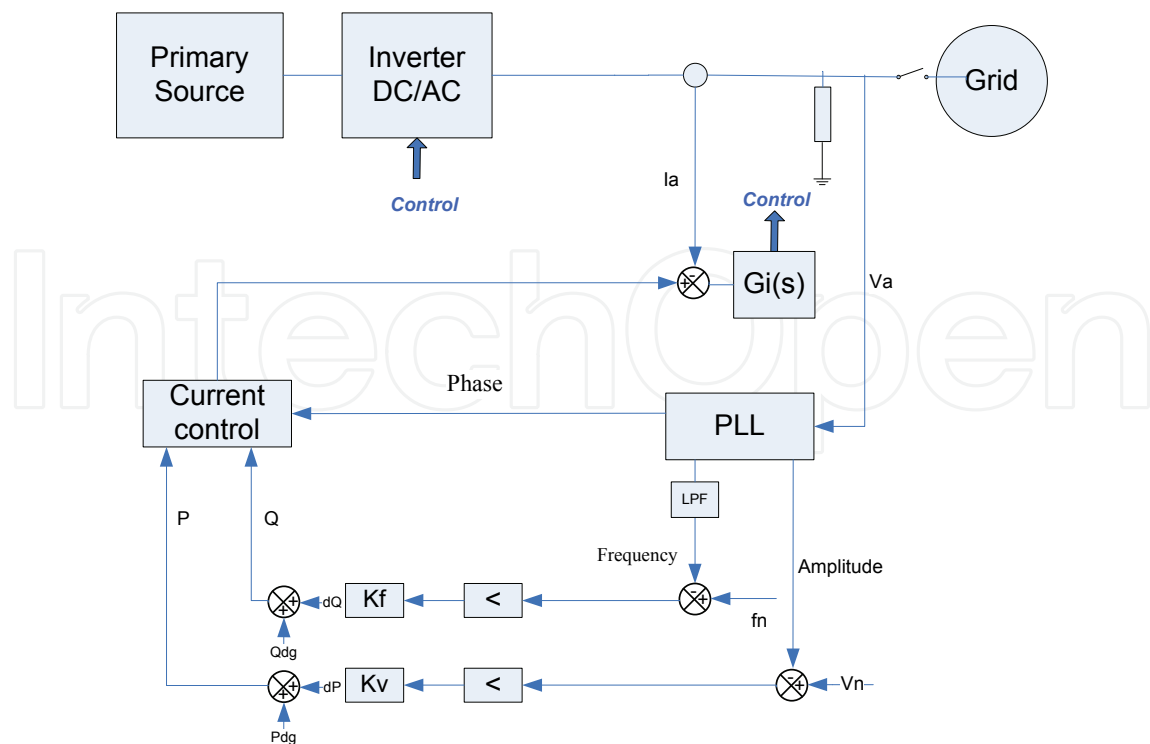 Primary
Source
Inverter
DC/AC
Grid
Control
Ia
Control
Gi(s)
Va
IntechOpen
Current
control
Phase
PLL
LPF
P
Q
Frequency
Amplitude
dQ
Kf
<
fn
Qdg
dP
Kv
<
Vn
Pdg